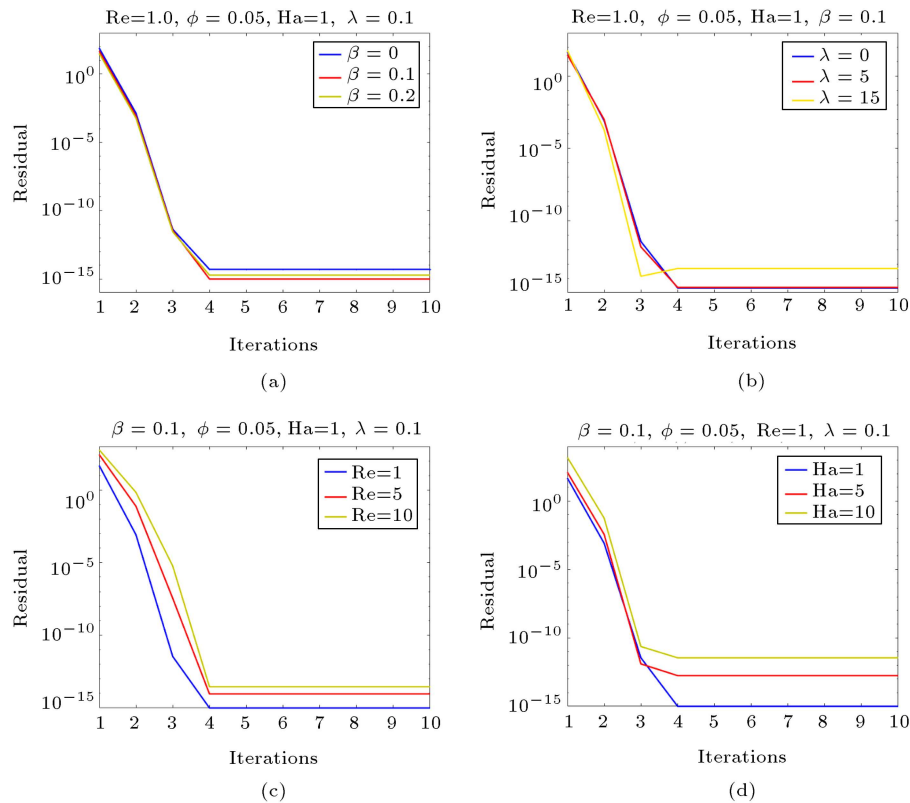 Re=1.0, ϕ = 0.05, Ha=1, λ = 0.1
β = 0
β = 0.1
β = 0.2
10^0
10^-5
10^-10
10^-15
Residual
1 2 3 4 5 6 7 8 9 10
Iterations
(a)
Re=1.0, ϕ = 0.05, Ha=1, β = 0.1
λ = 0
λ = 5
λ = 15
10^0
10^-5
10^-10
10^-15
Residual
1 2 3 4 5 6 7 8 9 10
Iterations
(b)
β = 0.1, ϕ = 0.05, Ha=1, λ = 0.1
Re=1
Re=5
Re=10
10^0
10^-5
10^-10
10^-15
Residual
1 2 3 4 5 6 7 8 9 10
Iterations
(c)
β = 0.1, ϕ = 0.05, Re=1, λ = 0.1
Ha=1
Ha=5
Ha=10
10^0
10^-5
10^-10
10^-15
Residual
1 2 3 4 5 6 7 8 9 10
Iterations
(d)